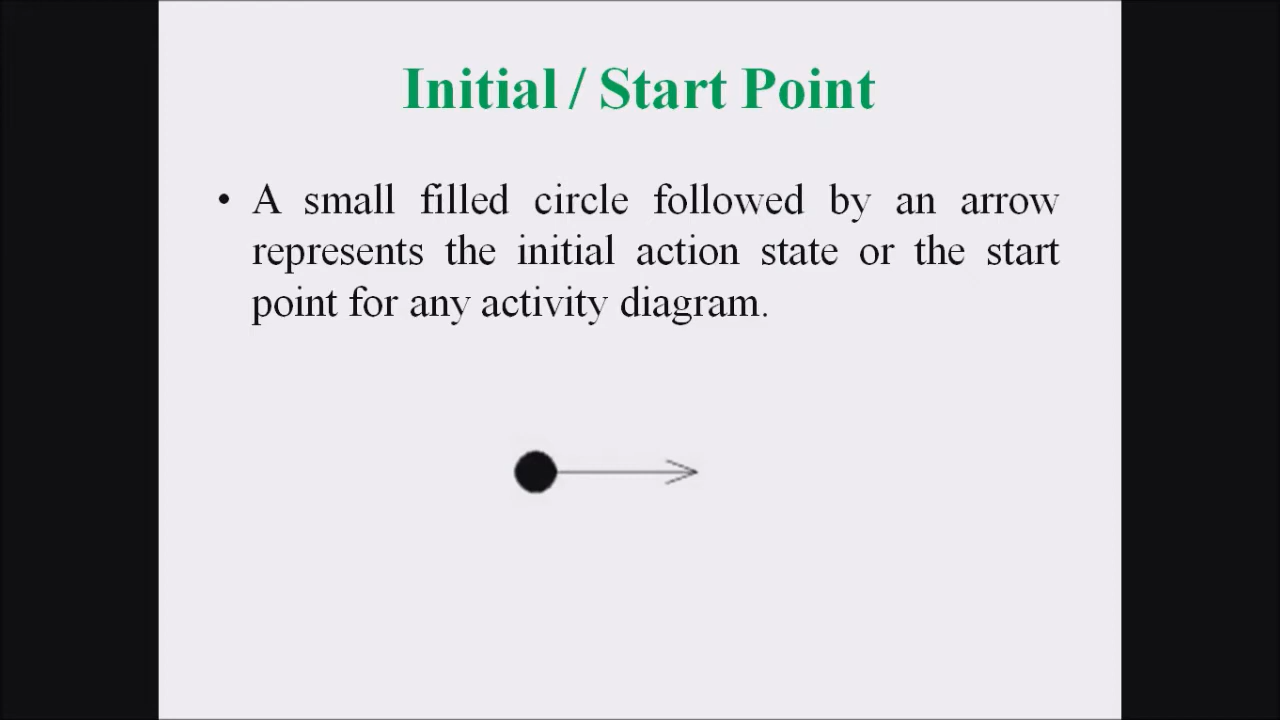 Initial / Start Point
• A small filled circle followed by an arrow
represents the initial action state or the start
point for any activity diagram.